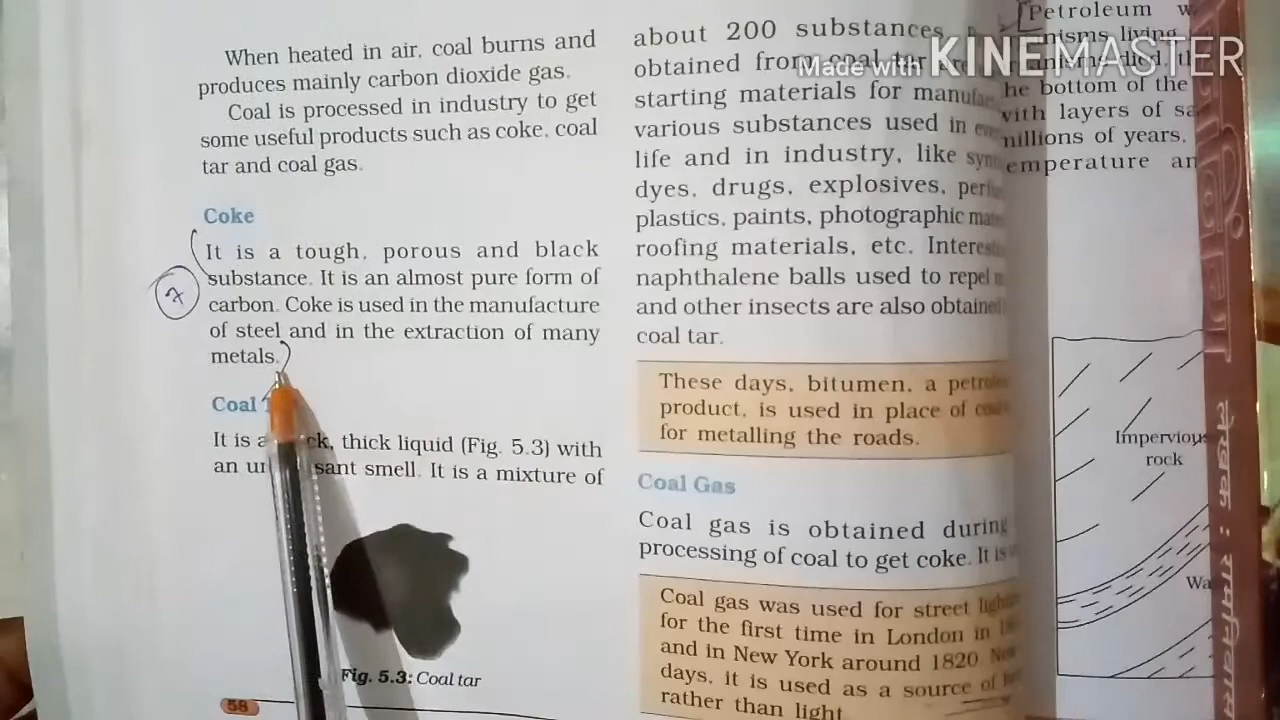 When heated in air, coal burns and
produces mainly carbon dioxide gas.
Coal is processed in industry to get
some useful products such as coke, coal
tar and coal gas.
Coke
It is a tough, porous and black
substance. It is an almost pure form of
carbon. Coke is used in the manufacture
of steel and in the extraction of many
metals.
7
Coal
It is a thick liquid (Fig. 5.3) with
an smell. It is a mixture of
Fig. 5.3: Coal tar
58
about 200 substances
obtained from coal tar
starting materials for
various substances used in
life and in industry, like
dyes, drugs, explosives,
plastics, paints, photographic
roofing materials, etc.
naphthalene balls used to repel
and other insects are also obtained
coal tar.
These days, bitumen, a
product, is used in place of
for metalling the roads.
Coal Gas
Coal gas is obtained during
processing of coal to get coke. It is
Coal gas was used for street
for the first time in London in
and in New York around 1820.
days, it is used as a source of
rather than light.
Petroleum
living
died,
the bottom of the
with layers of
millions of years,
temperature
Impervious
rock
Made with KINEMASTER
लेखक :